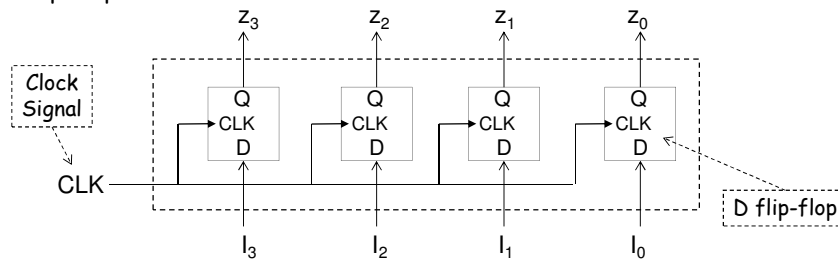 z3 z2 z1 z0
Clock
Signal
Q Q Q Q
CLK CLK CLK CLK
D D D D
CLK
D flip-flop
I3 I2 I1 I0